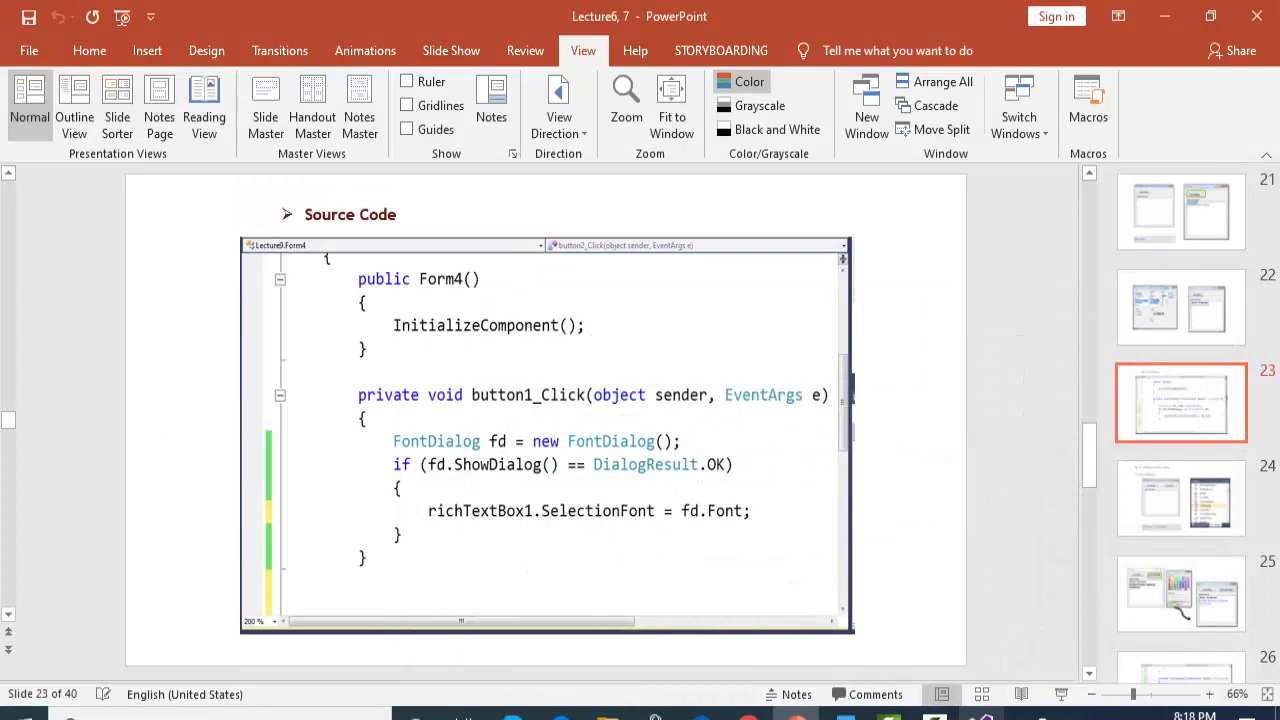 Lecture6, 7 - PowerPoint
Sign in
File Home Insert Design Transitions Animations Slide Show Review View Help STORYBOARDING Tell me what you want to do Share
Normal
Outline View
Slide Sorter
Notes Page
Reading View
Presentation Views
Slide Master
Handout Master
Notes Master
Master Views
Ruler
Gridlines
Guides
Show
Notes
View Direction
Direction
Zoom
Fit to Window
Zoom
Color
Grayscale
Black and White
Color/Grayscale
New Window
Arrange All
Cascade
Move Split
Window
Switch Windows
Macros
Macros
Source Code
Lecture9.Form4
button2_Click(object sender, EventArgs e)
{
public Form4()
{
InitializeComponent();
}
private void button1_Click(object sender, EventArgs e)
{
FontDialog fd = new FontDialog();
if (fd.ShowDialog() == DialogResult.OK)
{
richTextBox1.SelectionFont = fd.Font;
}
}
200 %
21
22
23
24
25
26
Slide 23 of 40 English (United States) Notes Comments 66%
8:18 PM